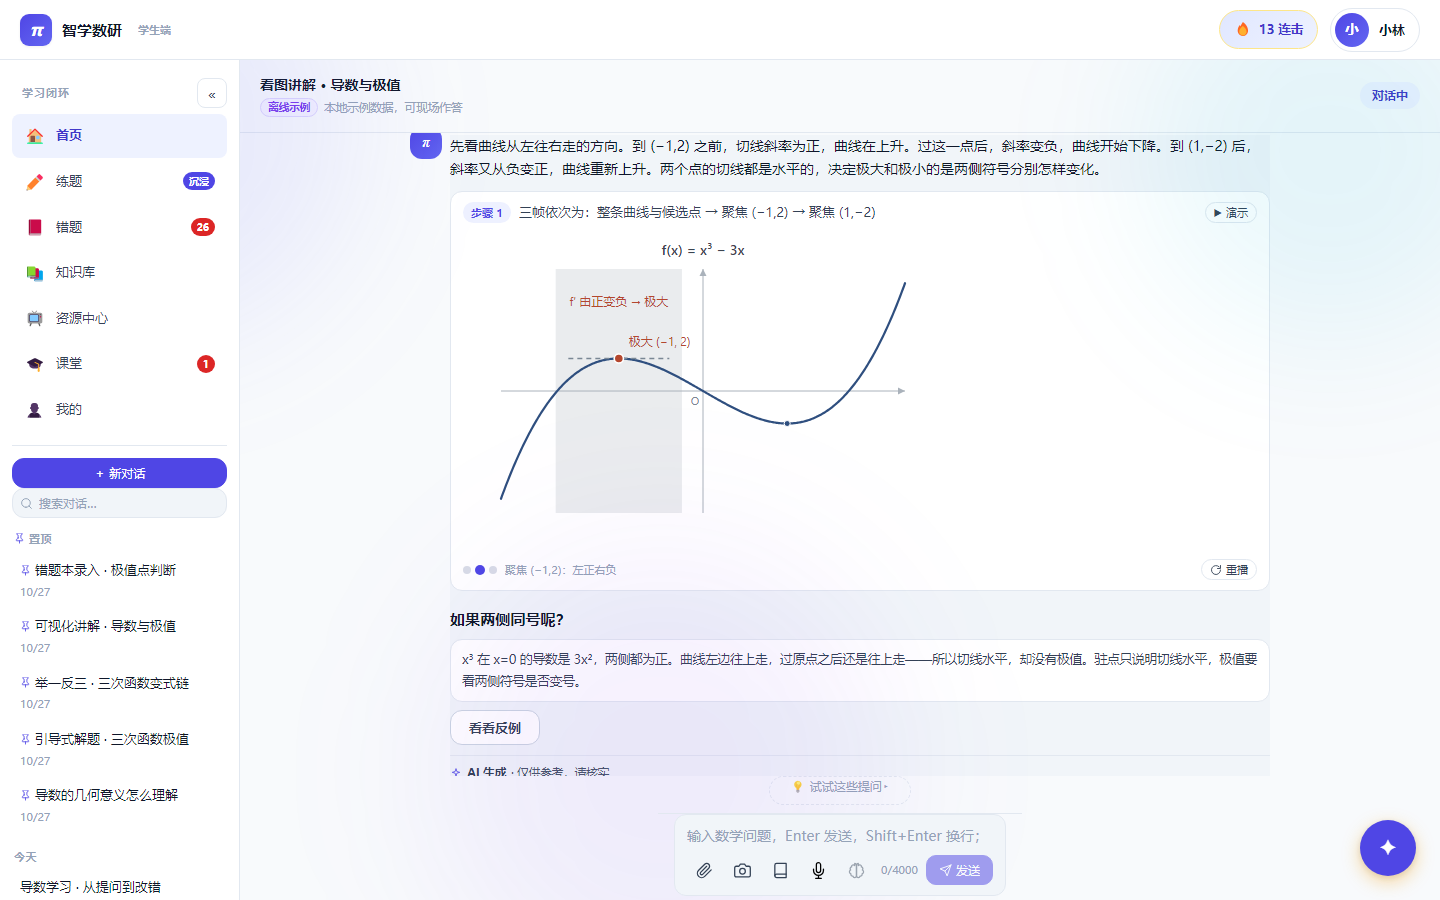 π 智学数研 学生端
13 连击
小 小林
学习闭环
«
首页
练题 沉浸
错题 26
知识库
资源中心
课堂 1
我的
+ 新对话
搜索对话...
置顶
错题本录入 · 极值点判断
10/27
可视化讲解 · 导数与极值
10/27
举一反三 · 三次函数变式链
10/27
引导式解题 · 三次函数极值
10/27
导数的几何意义怎么理解
10/27
今天
导数学习 · 从提问到改错
看图讲解 • 导数与极值
离线示例 本地示例数据，可现场作答
对话中
π
先看曲线从左往右走的方向。到 (−1,2) 之前，切线斜率为正，曲线在上升。过这一点后，斜率变负，曲线开始下降。到 (1,−2) 后，
斜率又从负变正，曲线重新上升。两个点的切线都是水平的，决定极大和极小的是两侧符号分别怎样变化。
步骤 1 三帧依次为：整条曲线与候选点 → 聚焦 (−1,2) → 聚焦 (1,−2)
▶ 演示
f(x) = x³ − 3x
f′ 由正变负 → 极大
极大 (−1, 2)
O
聚焦 (−1,2)：左正右负
重播
如果两侧同号呢？
x³ 在 x=0 的导数是 3x²，两侧都为正。曲线左边往上走，过原点之后还是往上走——所以切线水平，却没有极值。驻点只说明切线水平，极值要
看两侧符号是否变号。
看看反例
AI 生成 · 仅供参考，请核实
试试这些提问
输入数学问题，Enter 发送，Shift+Enter 换行；
0/4000
发送